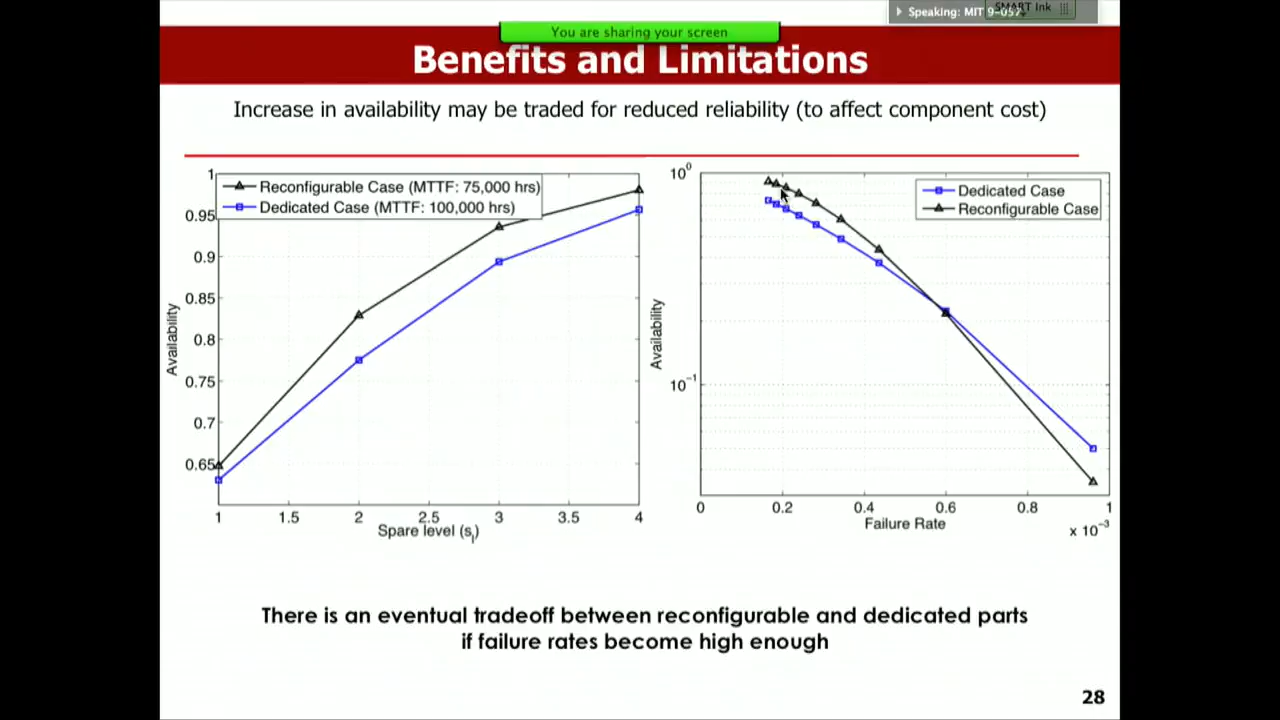 Speaking: MIT 9-057
SMART Ink
You are sharing your screen
Benefits and Limitations
Increase in availability may be traded for reduced reliability (to affect component cost)
Reconfigurable Case (MTTF: 75,000 hrs)
Dedicated Case (MTTF: 100,000 hrs)
1
0.95
0.9
0.85
0.8
0.75
0.7
0.65
Availability
1 1.5 2 2.5 3 3.5 4
Spare level (sl)
Dedicated Case
Reconfigurable Case
10^0
10^-1
Availability
0 0.2 0.4 0.6 0.8 1
Failure Rate
x 10^-3
There is an eventual tradeoff between reconfigurable and dedicated parts
if failure rates become high enough
28